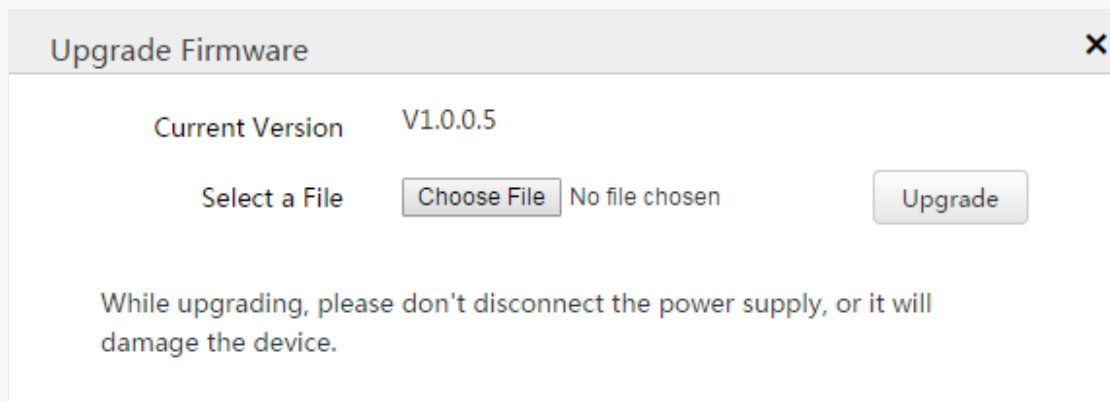 Upgrade Firmware
Current Version V1.0.0.5
Select a File Choose File No file chosen Upgrade
While upgrading, please don't disconnect the power supply, or it will
damage the device.